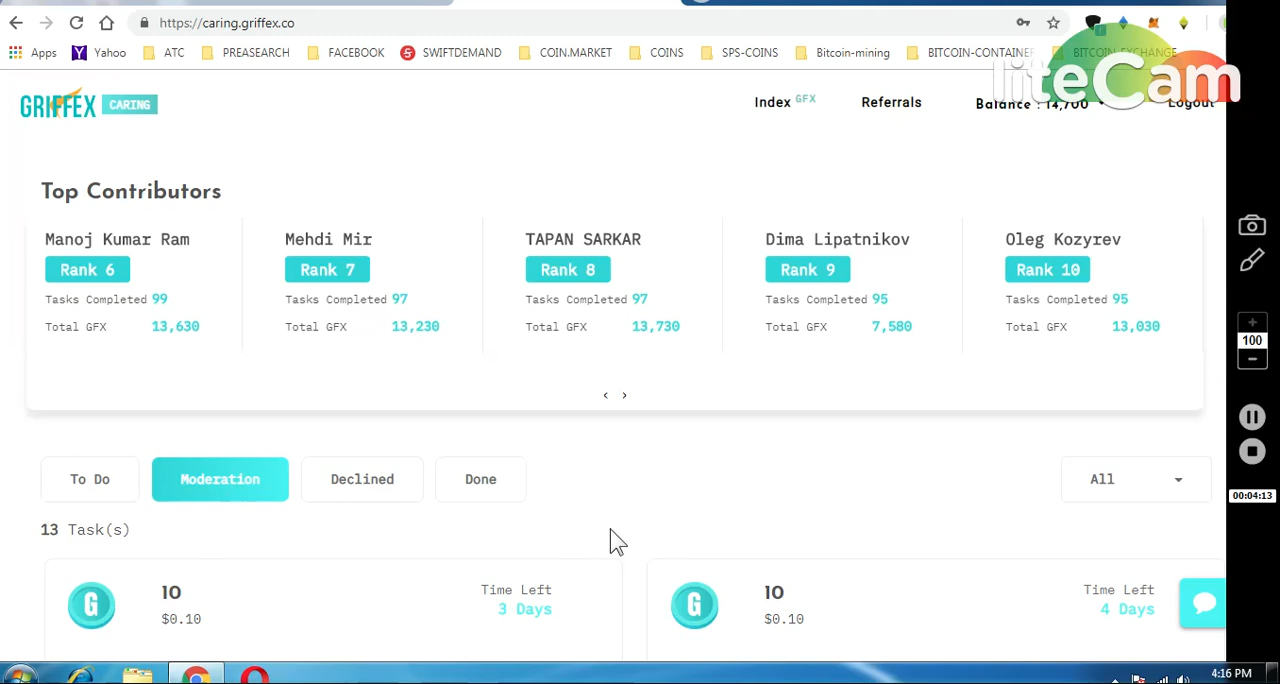 https://caring.griffex.co
Apps Yahoo ATC PREASEARCH FACEBOOK SWIFTDEMAND COIN.MARKET COINS SPS-COINS Bitcoin-mining BITCOIN-CONTAINER BITCOIN-EXCHANGE
liteCam
GRIFFEX CARING
Index GFX Referrals Balance : 14,700 Logout
Top Contributors
Manoj Kumar Ram Mehdi Mir TAPAN SARKAR Dima Lipatnikov Oleg Kozyrev
Rank 6 Rank 7 Rank 8 Rank 9 Rank 10
Tasks Completed 99 Tasks Completed 97 Tasks Completed 97 Tasks Completed 95 Tasks Completed 95
Total GFX 13,630 Total GFX 13,230 Total GFX 13,730 Total GFX 7,580 Total GFX 13,030
100
‹ ›
To Do Moderation Declined Done All
00:04:13
13 Task(s)
G 10 Time Left G 10 Time Left
$0.10 3 Days $0.10 4 Days
4:16 PM